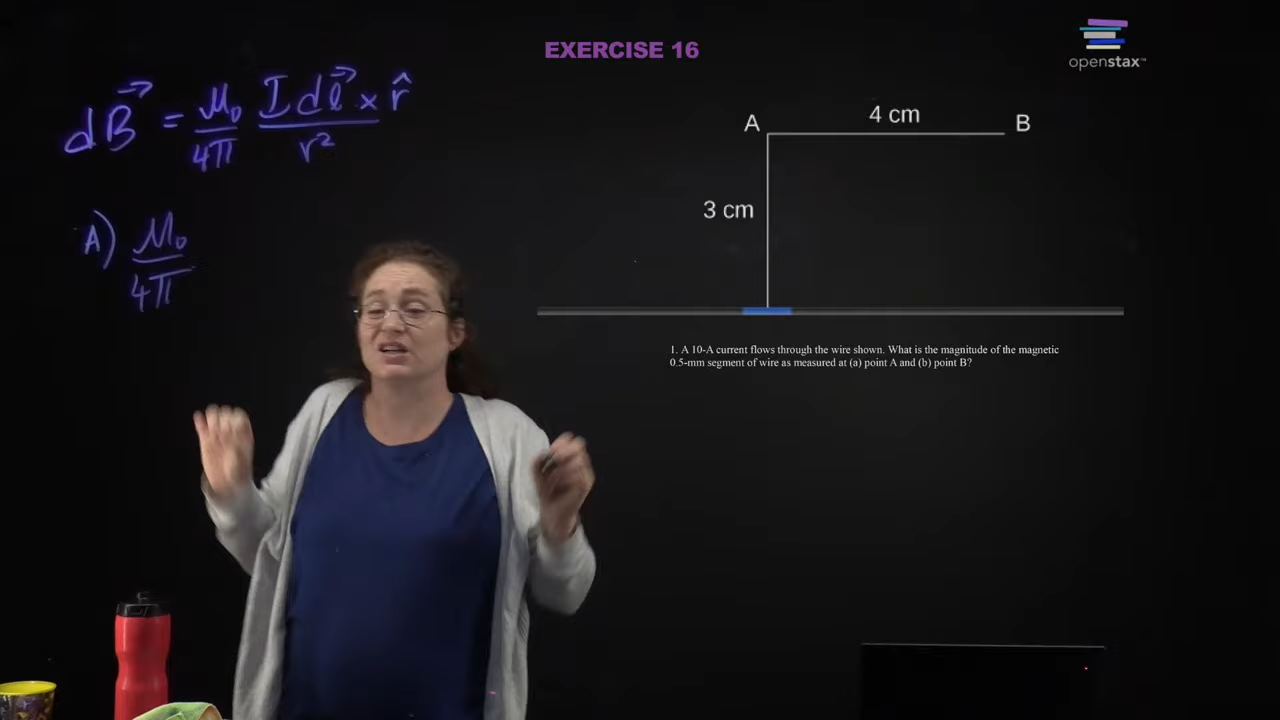 EXERCISE 16
openstax™
dB⃗ = μ₀/4π I dl⃗ × r̂ / r²
A) μ₀/4π
A
4 cm
B
3 cm
1. A 10-A current flows through the wire shown. What is the magnitude of the magnetic
0.5-mm segment of wire as measured at (a) point A and (b) point B?